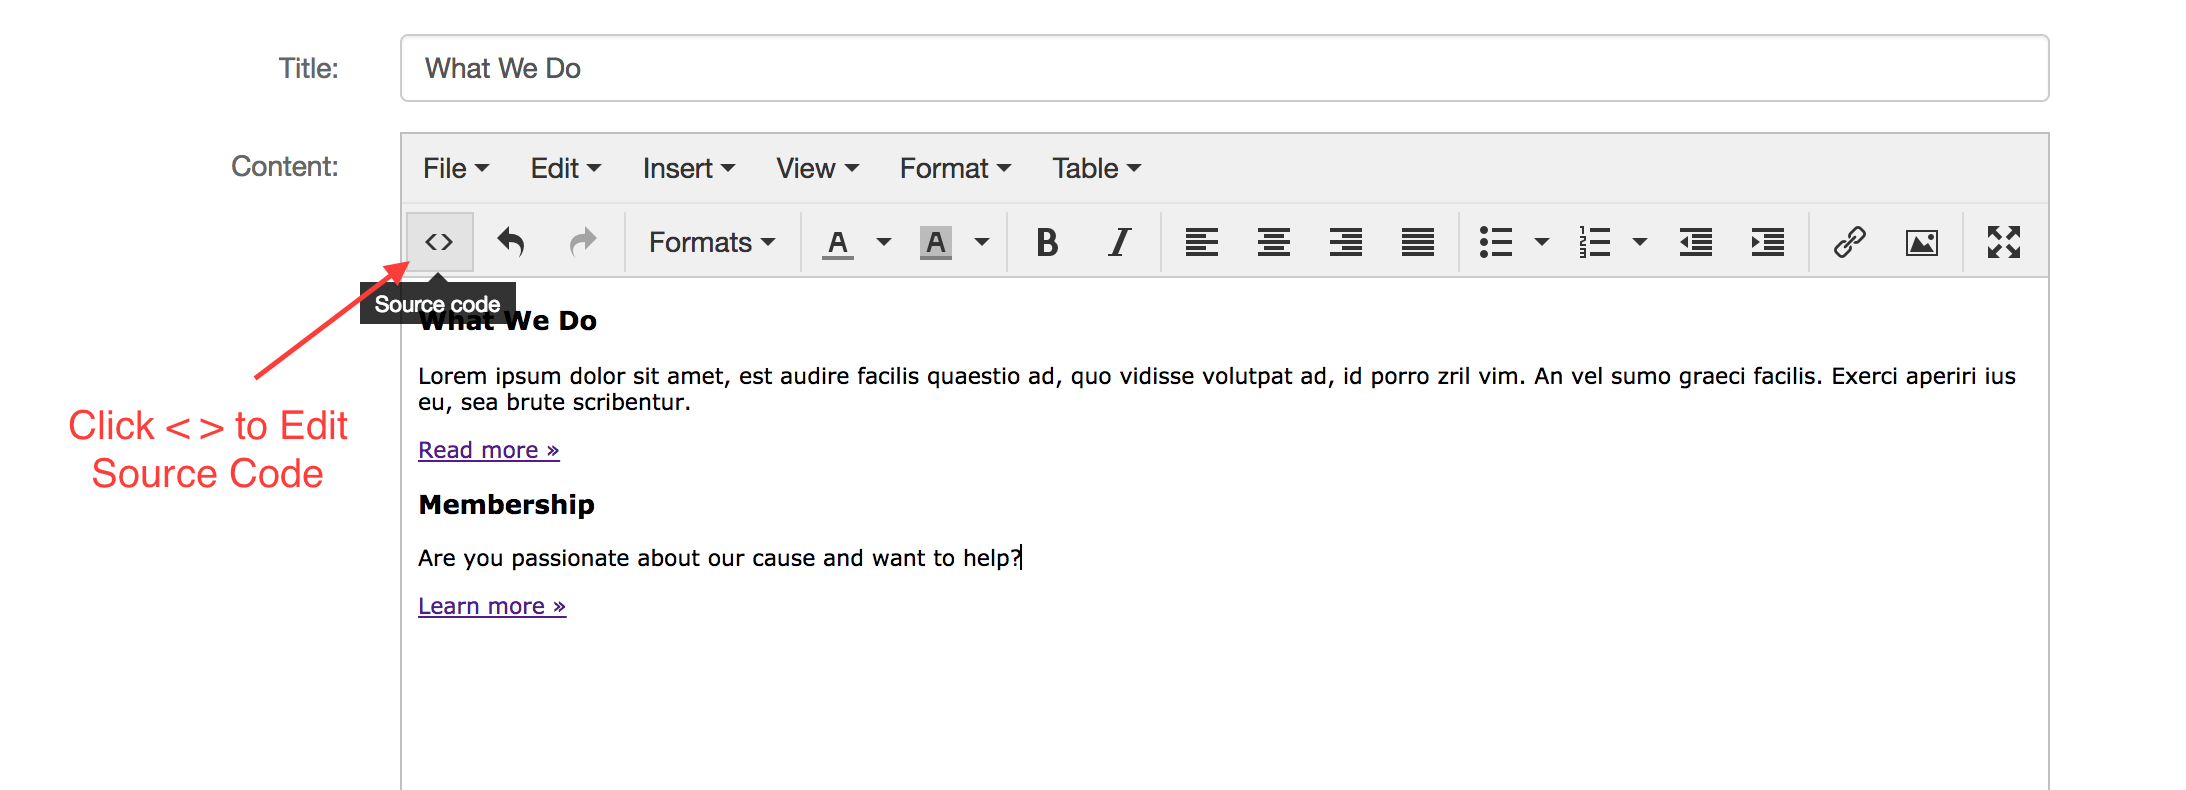 Title:
What We Do
Content:
File Edit Insert View Format Table
<> Formats A A B I
Source code
What We Do
Lorem ipsum dolor sit amet, est audire facilis quaestio ad, quo vidisse volutpat ad, id porro zril vim. An vel sumo graeci facilis. Exerci aperiri ius
eu, sea brute scribentur.
Read more »
Membership
Are you passionate about our cause and want to help?
Learn more »
Click < > to Edit
Source Code